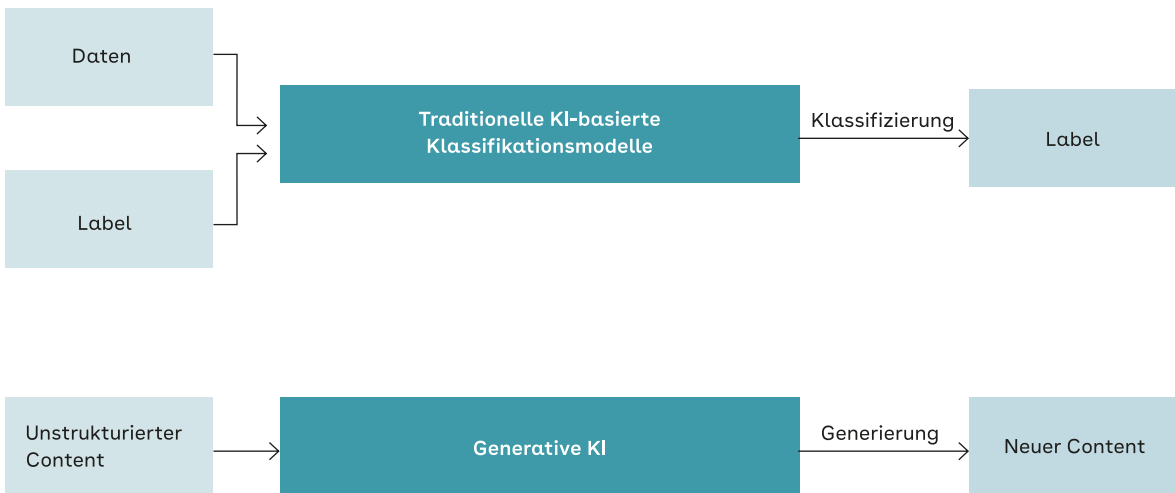 Daten
Label
Traditionelle KI-basierte
Klassifikationsmodelle
Klassifizierung
Label
Unstrukturierter
Content
Generative KI
Generierung
Neuer Content